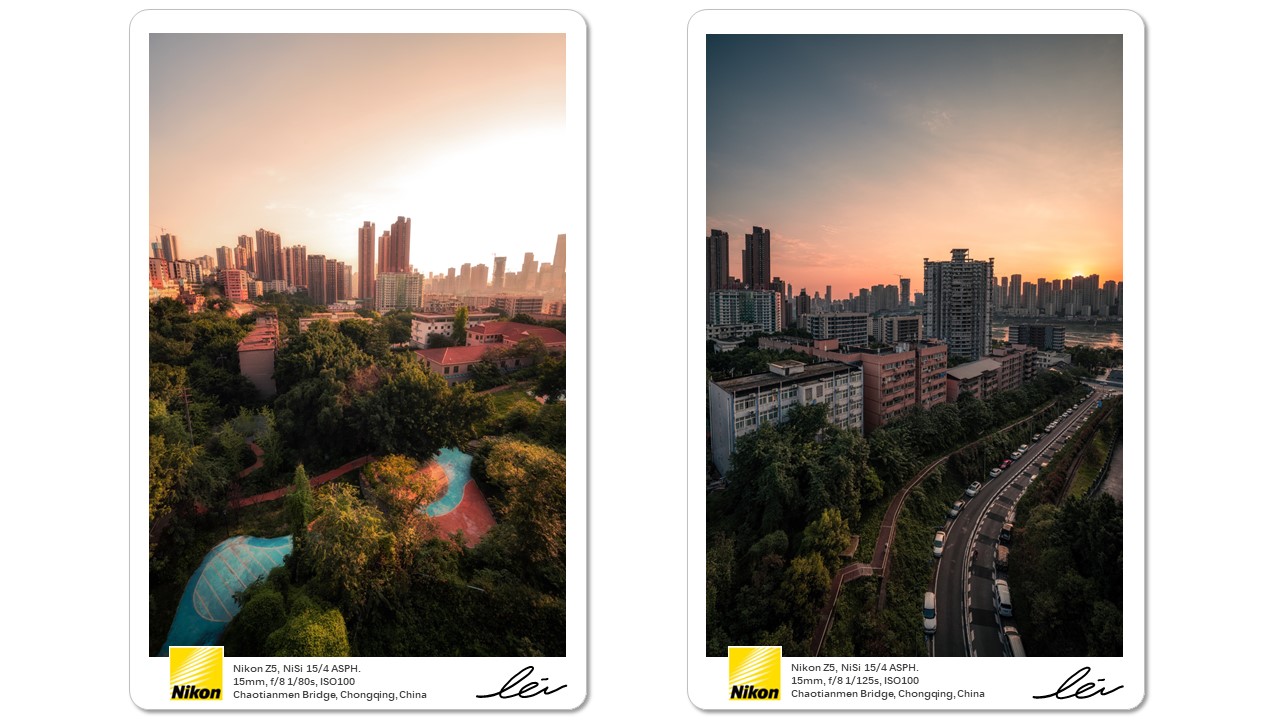 Nikon
Nikon Z5, NiSi 15/4 ASPH.
15mm, f/8 1/80s, ISO100
Chaotianmen Bridge, Chongqing, China
lei
Nikon
Nikon Z5, NiSi 15/4 ASPH.
15mm, f/8 1/125s, ISO100
Chaotianmen Bridge, Chongqing, China
lei